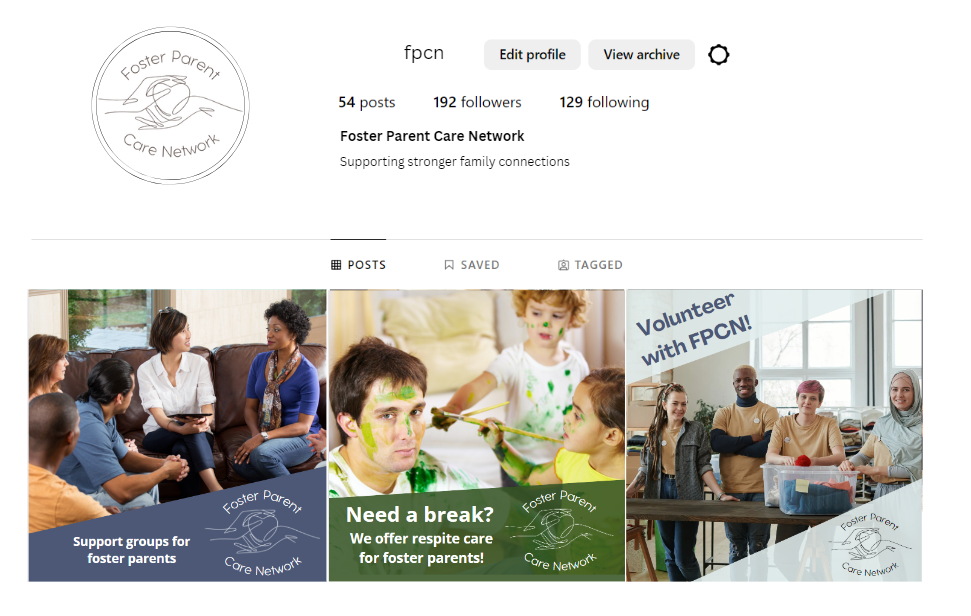 Foster Parent
Care Network
fpcn
Edit profile
View archive
54 posts
192 followers
129 following
Foster Parent Care Network
Supporting stronger family connections
POSTS
SAVED
TAGGED
Support groups for
foster parents
Foster Parent
Care Network
Need a break?
We offer respite care
for foster parents!
Foster Parent
Care Network
Volunteer
with FPCN!
Foster Parent
Care Network